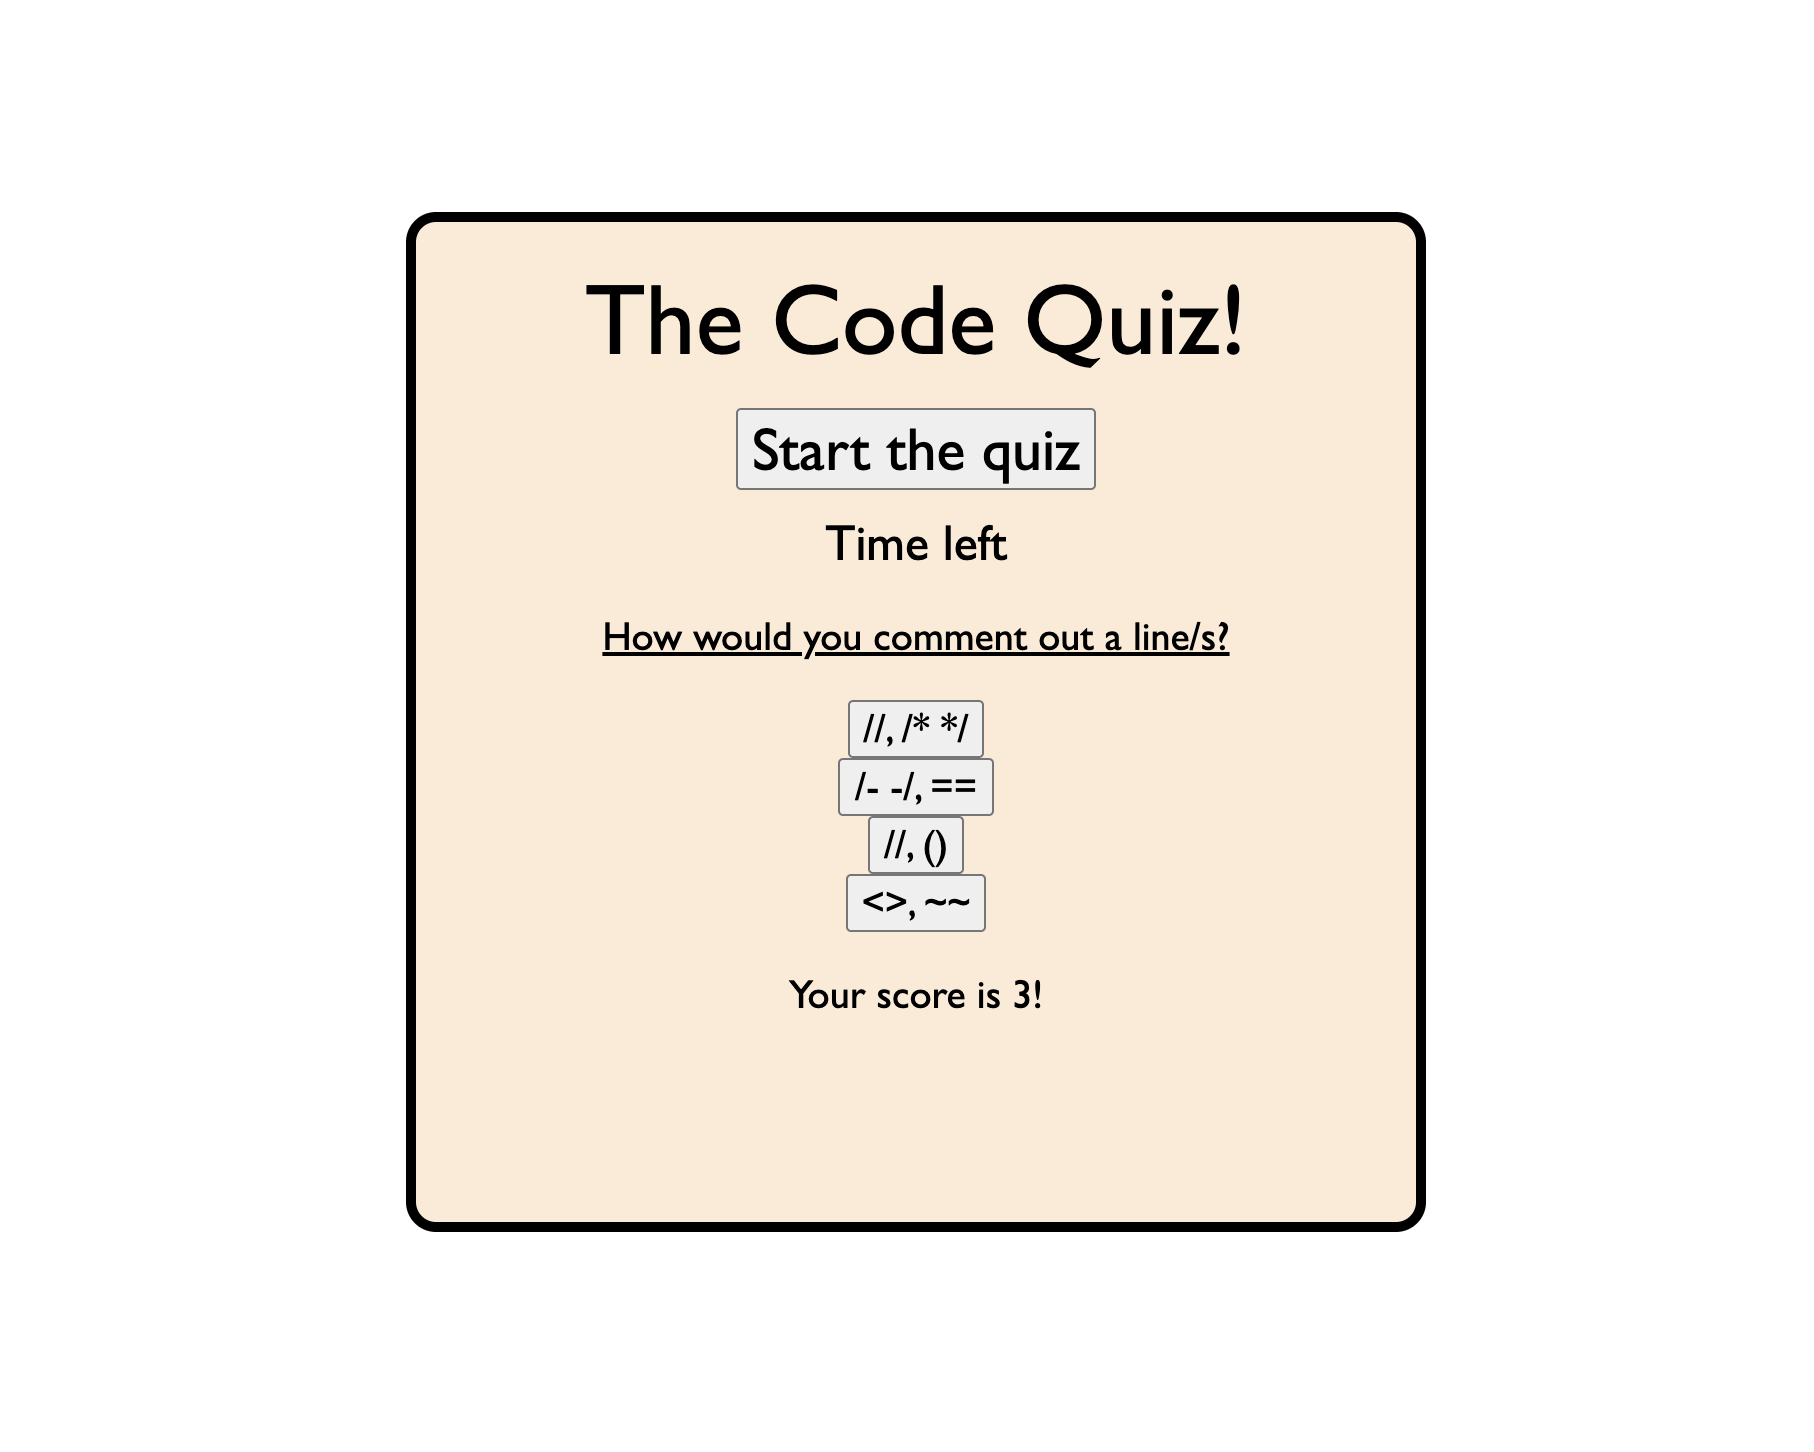 The Code Quiz!
Start the quiz
Time left
How would you comment out a line/s?
//, /* */
/- -/, ==
//, ()
<>, ~~
Your score is 3!